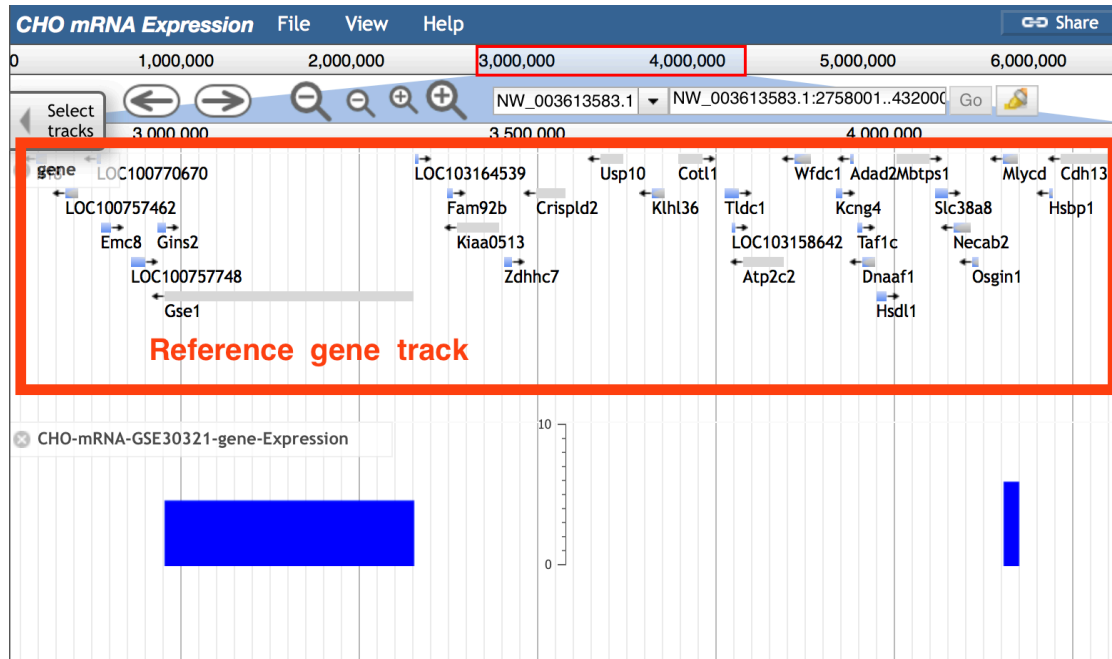 CHO mRNA Expression File View Help Share
0 1,000,000 2,000,000 3,000,000 4,000,000 5,000,000 6,000,000
Select tracks NW_003613583.1 NW_003613583.1:2758001..432000 Go
3,000,000 3,500,000 4,000,000
gene LOC100770670 LOC103164539 Usp10 Cotl1 Wfdc1 Adad2 Mbtps1 Mlycd Cdh13
LOC100757462 Fam92b Crispld2 Klhl36 Tldc1 Kcng4 Slc38a8 Hsbp1
Emc8 Gins2 Kiaa0513 LOC103158642 Taf1c Necab2
LOC100757748 Zdhhc7 Atp2c2 Dnaaf1 Osgin1
Gse1 Hsdl1
Reference gene track
CHO-mRNA-GSE30321-gene-Expression
10
0